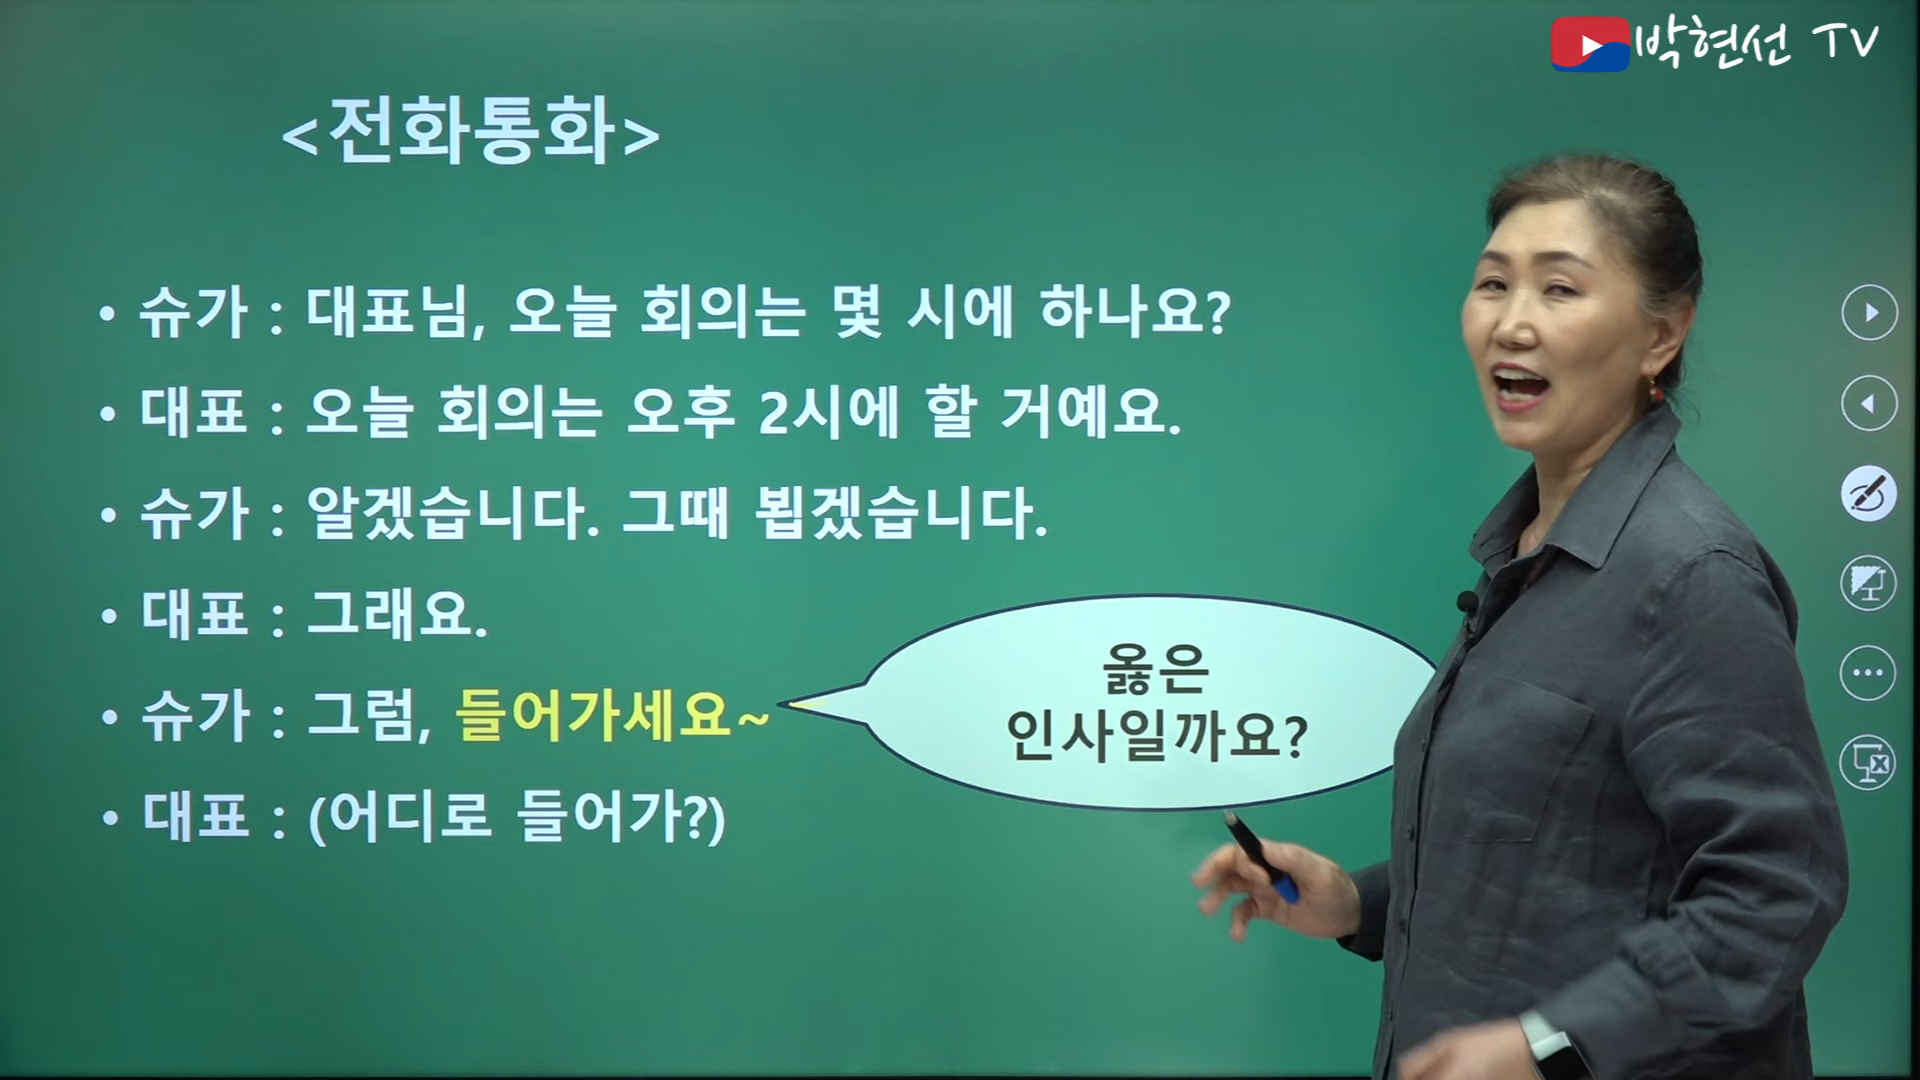 박현선 TV
<전화통화>
• 슈가 : 대표님, 오늘 회의는 몇 시에 하나요?
• 대표 : 오늘 회의는 오후 2시에 할 거예요.
• 슈가 : 알겠습니다. 그때 뵙겠습니다.
• 대표 : 그래요.
• 슈가 : 그럼, 들어가세요~
옳은
인사일까요?
• 대표 : (어디로 들어가?)